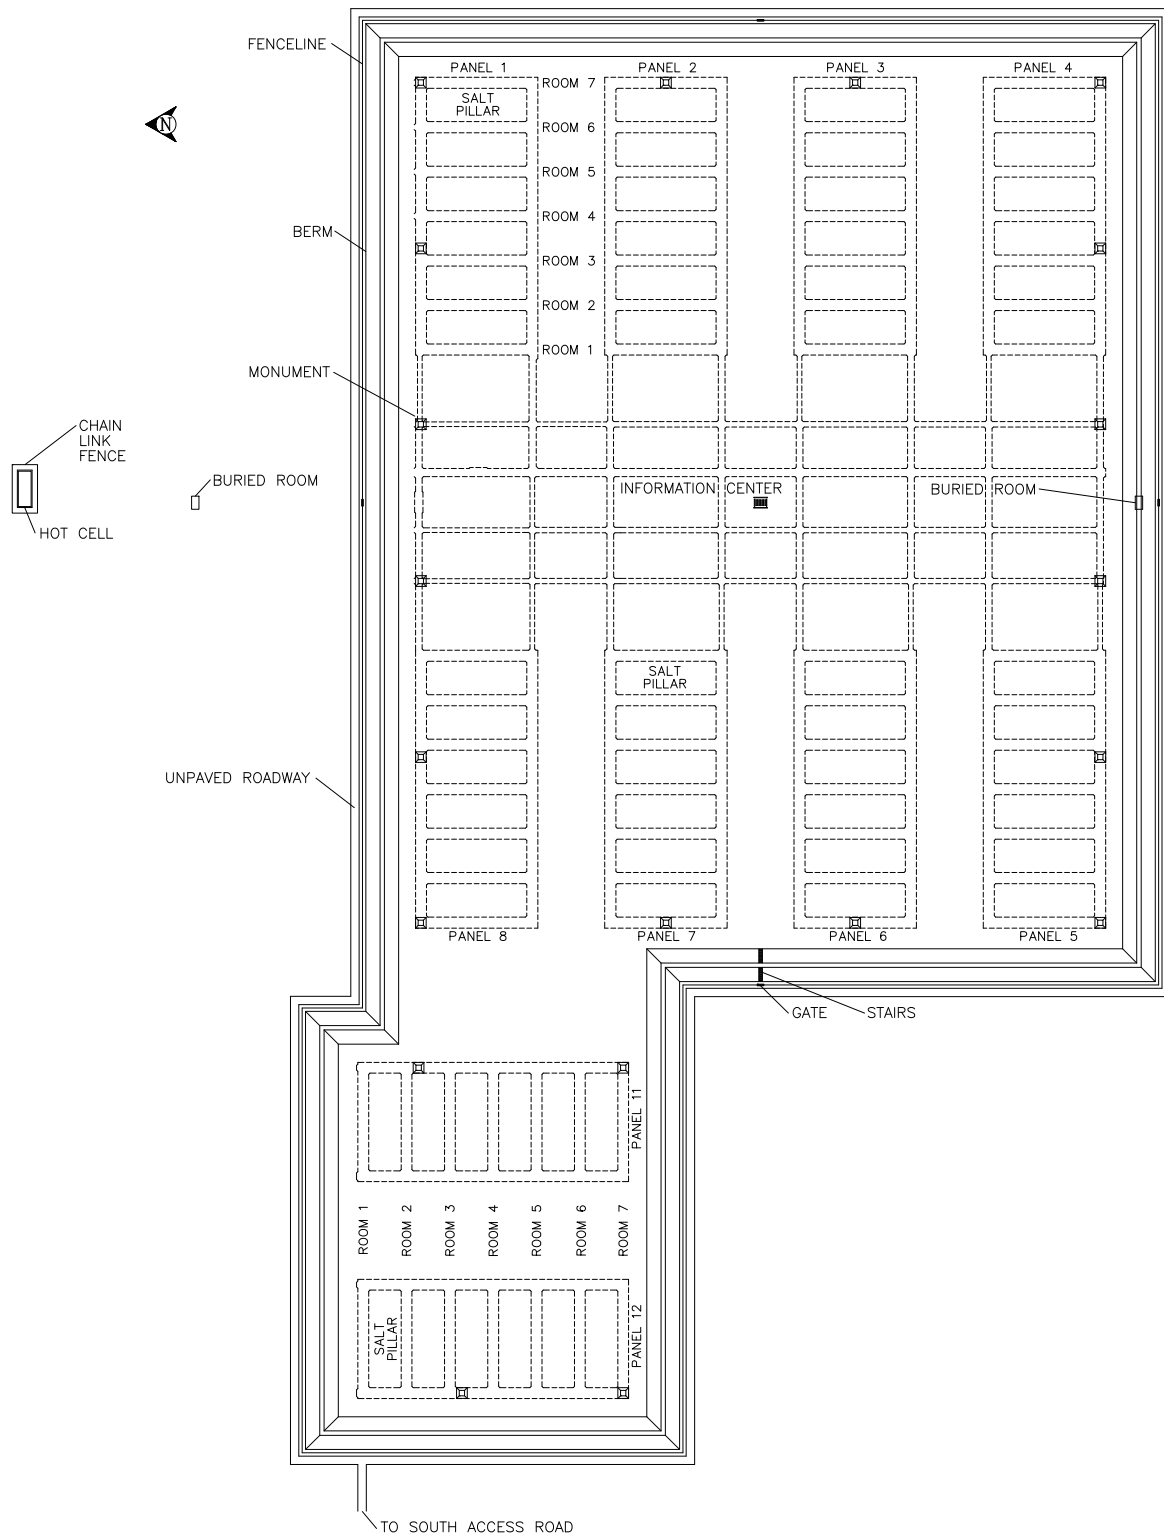 FENCELINE
PANEL 1
PANEL 2
PANEL 3
PANEL 4
ROOM 7
SALT
PILLAR
N
ROOM 6
ROOM 5
ROOM 4
BERM
ROOM 3
ROOM 2
ROOM 1
MONUMENT
CHAIN
LINK
FENCE
BURIED ROOM
INFORMATION CENTER
BURIED ROOM
HOT CELL
SALT
PILLAR
UNPAVED ROADWAY
PANEL 8
PANEL 7
PANEL 6
PANEL 5
GATE
STAIRS
PANEL 11
ROOM 1
ROOM 2
ROOM 3
ROOM 4
ROOM 5
ROOM 6
ROOM 7
SALT
PILLAR
PANEL 12
TO SOUTH ACCESS ROAD